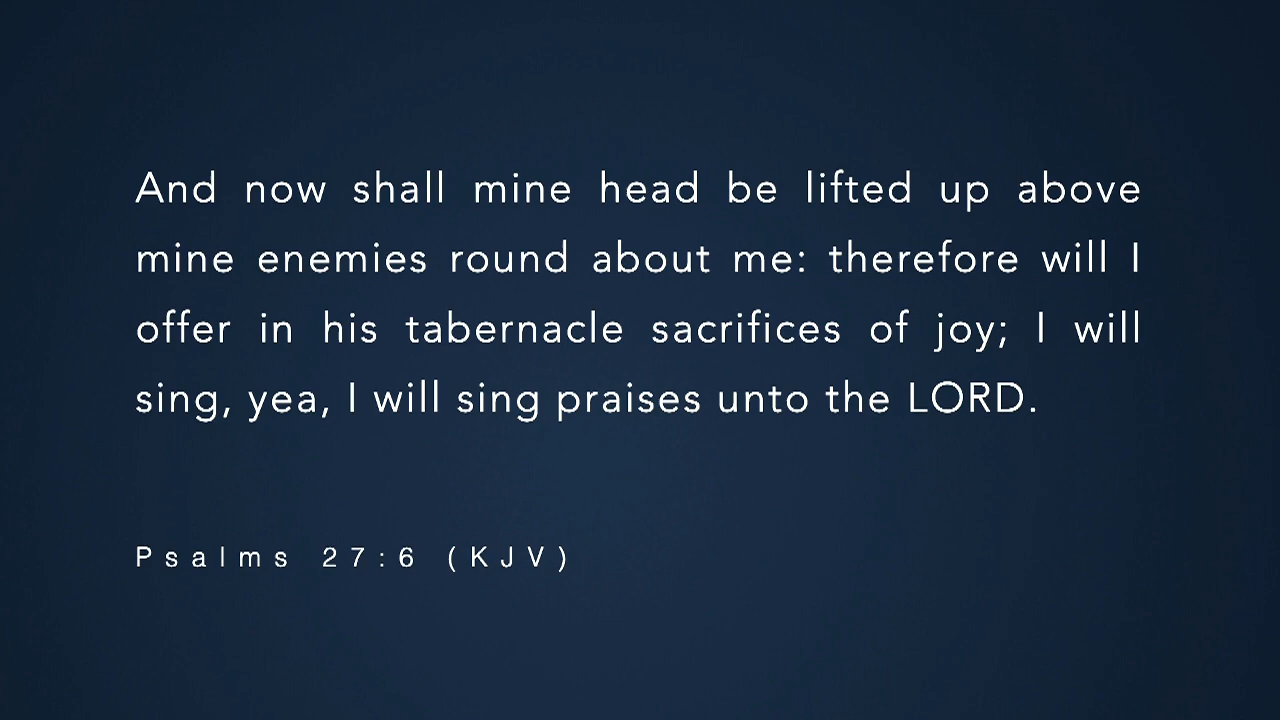 And now shall mine head be lifted up above
mine enemies round about me: therefore will I
offer in his tabernacle sacrifices of joy; I will
sing, yea, I will sing praises unto the LORD.
Psalms 27:6 (KJV)